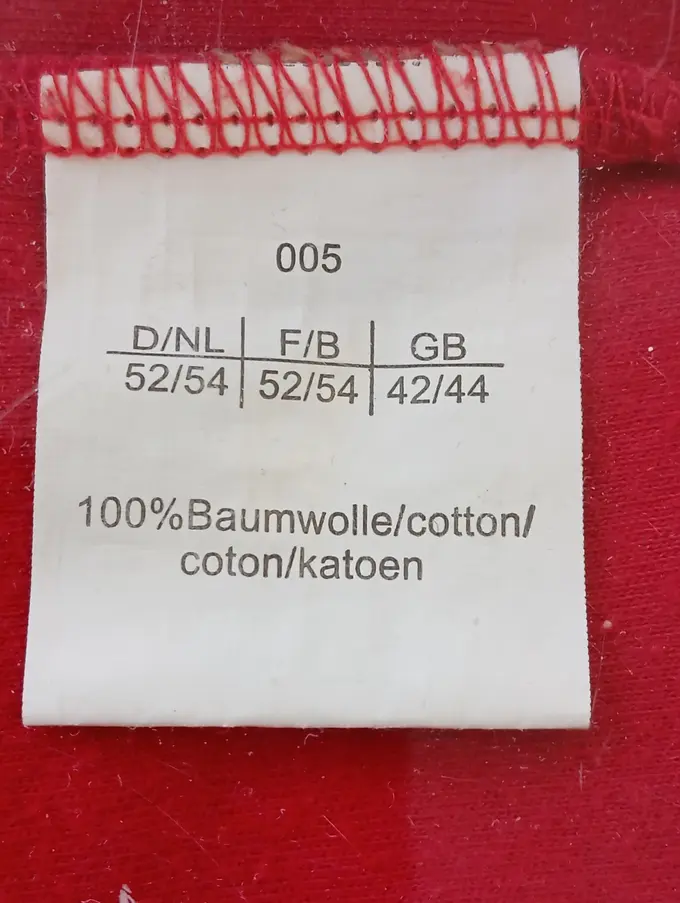 005
D/NL F/B GB
52/54 52/54 42/44
100%Baumwolle/cotton/
coton/katoen